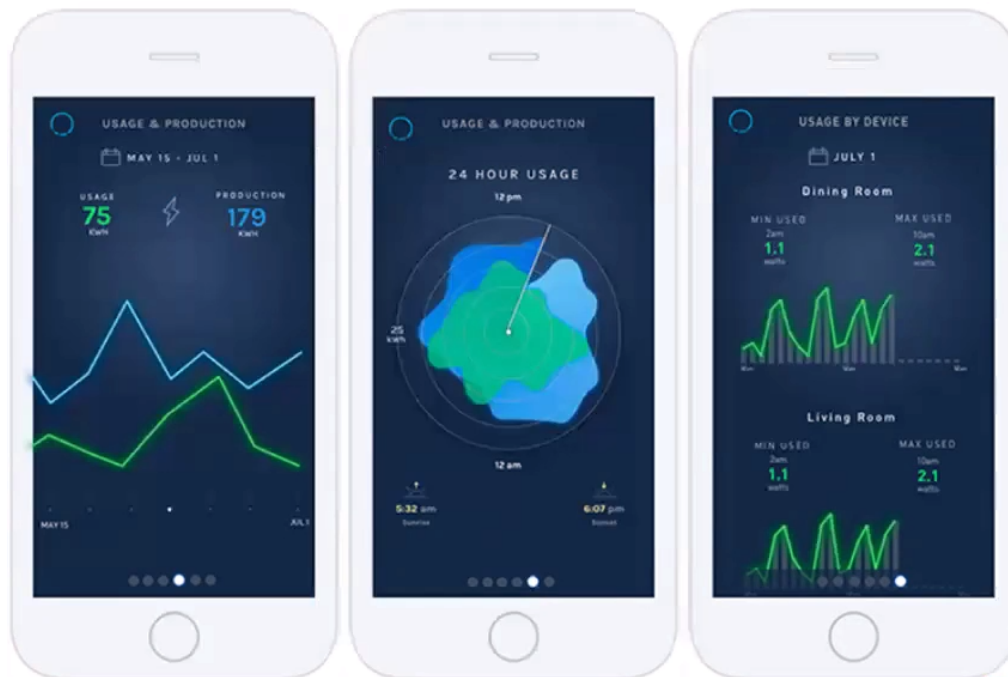 USAGE & PRODUCTION
MAY 15 - JUL 1
USAGE
75
KWH
PRODUCTION
179
KWH
MAY 15
JUL 1
USAGE & PRODUCTION
24 HOUR USAGE
12 pm
25
kWh
12 am
5:32 am
Sunrise
6:07 pm
Sunset
USAGE BY DEVICE
JULY 1
Dining Room
MIN USED
2am
1.1
watts
MAX USED
10am
2.1
watts
Living Room
MIN USED
2am
1.1
watts
MAX USED
10am
2.1
watts